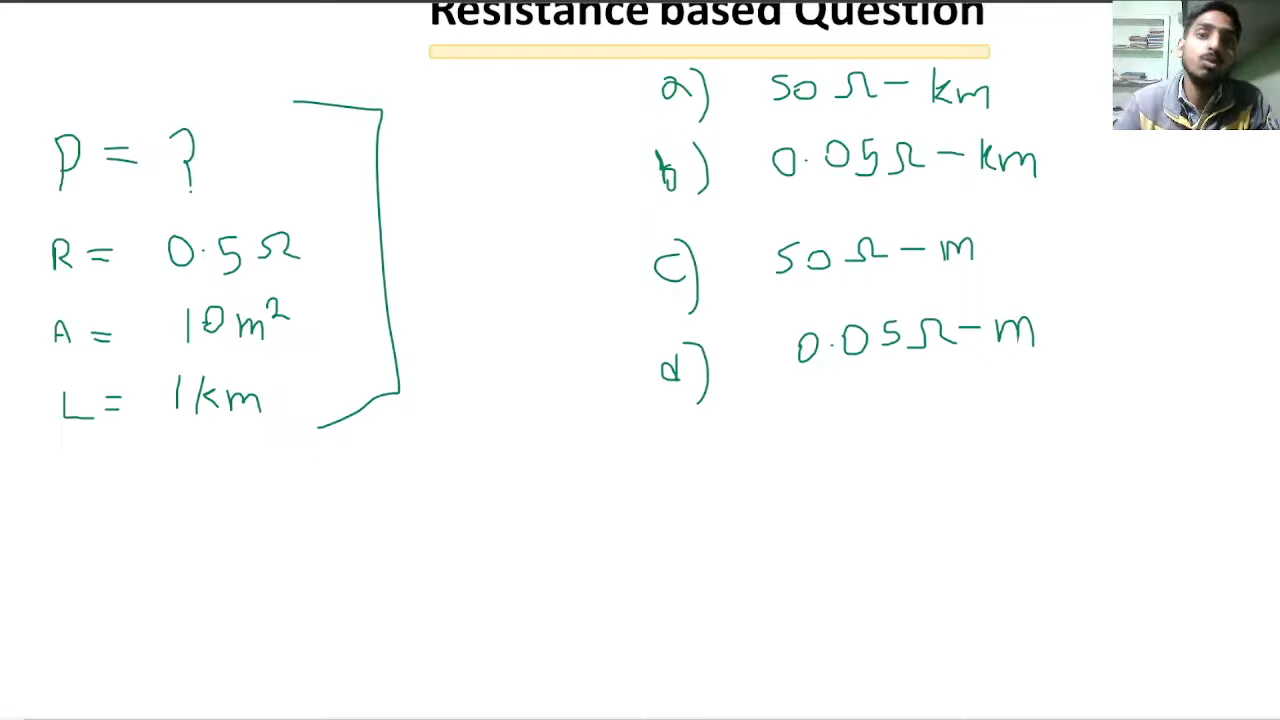 Resistance based Question
ρ = ?
R = 0.5 Ω
A = 10 m²
L = 1 km
a) 50 Ω - km
b) 0.05 Ω - km
c) 50 Ω - m
d) 0.05 Ω - m